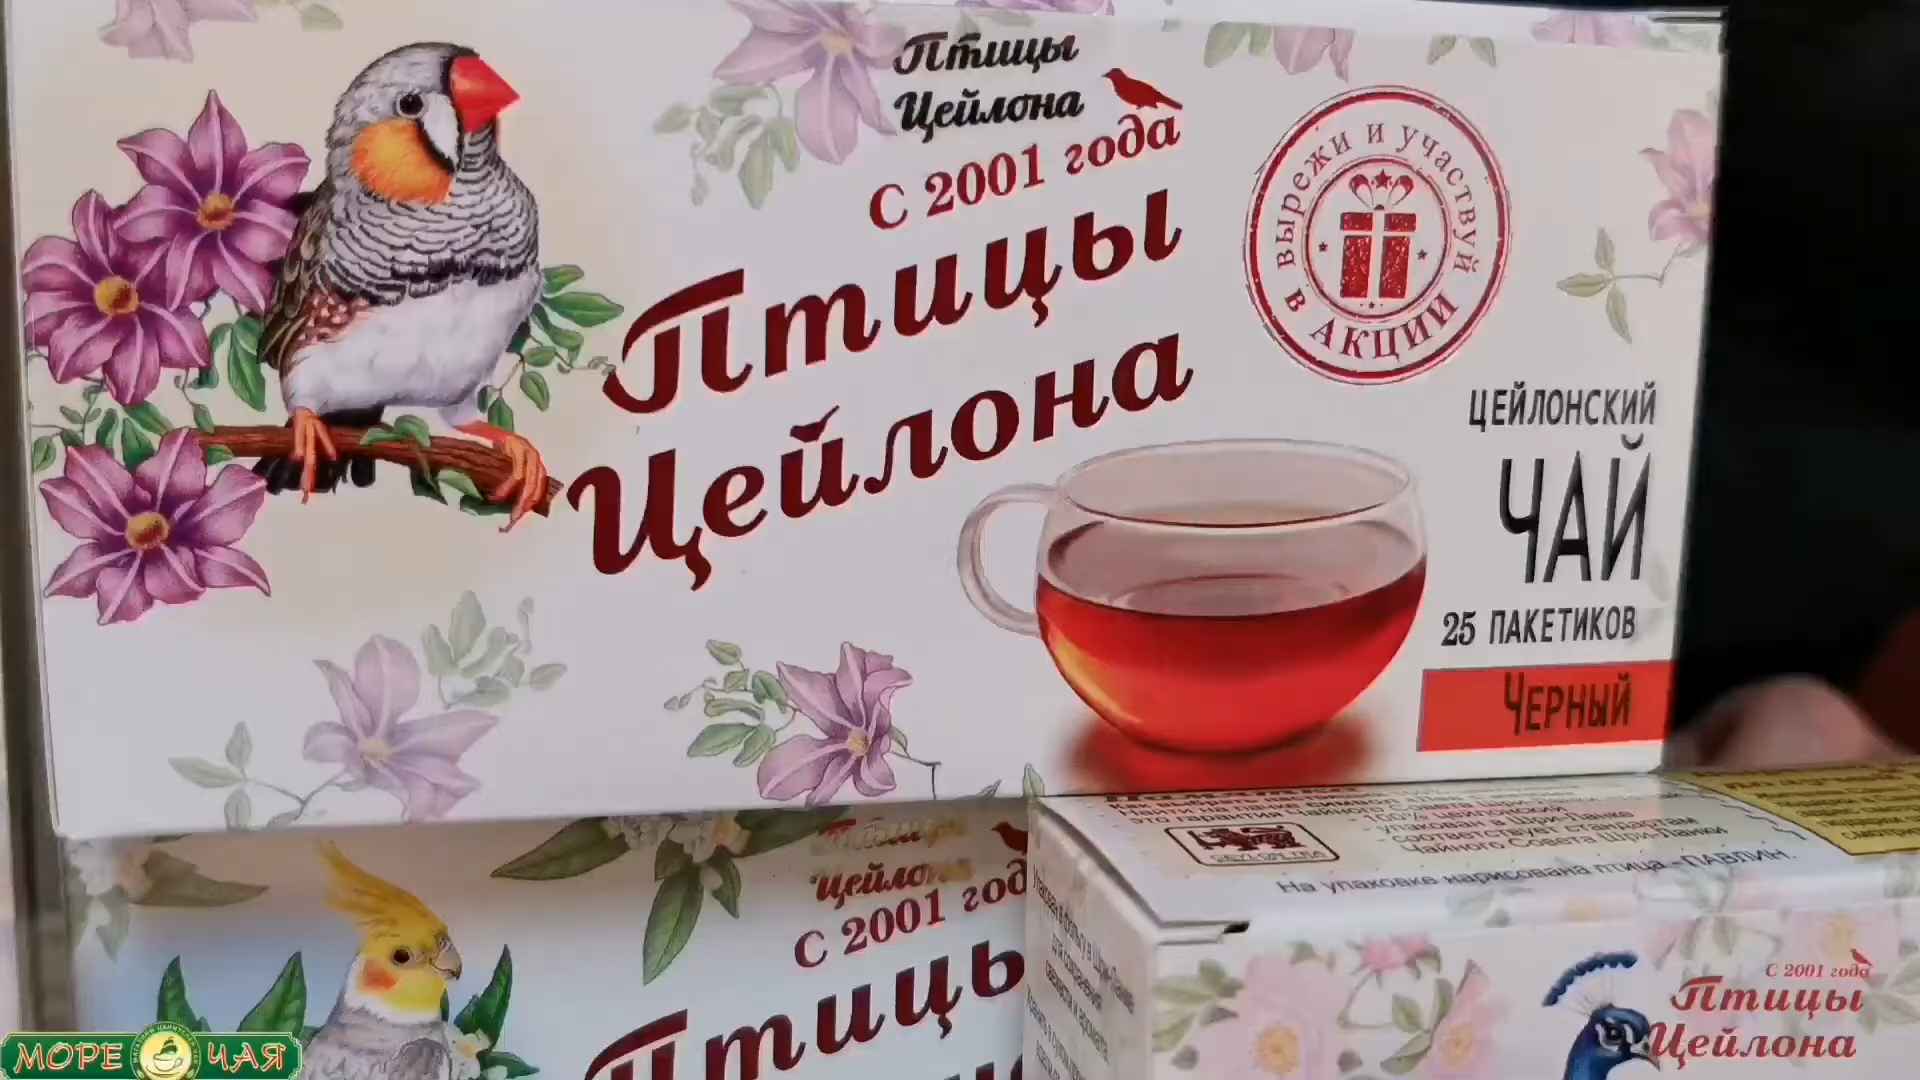 Птицы
Цейлона
С 2001 года
Птицы
Цейлона
ВЫРЕЖИ И УЧАСТВУЙ
В АКЦИИ
ЦЕЙЛОНСКИЙ
ЧАЙ
25 ПАКЕТИКОВ
ЧЕРНЫЙ
- 100% цейлонский
- упакован в Шри-Ланке
- соответствует стандартам
Чайного Совета Шри-Ланки
На упаковке нарисована птица - ПАВЛИН.
С 2001 года
Птицы
Цейлона
Птицы
С 2001
Птицы
МОРЕ ЧАЯ